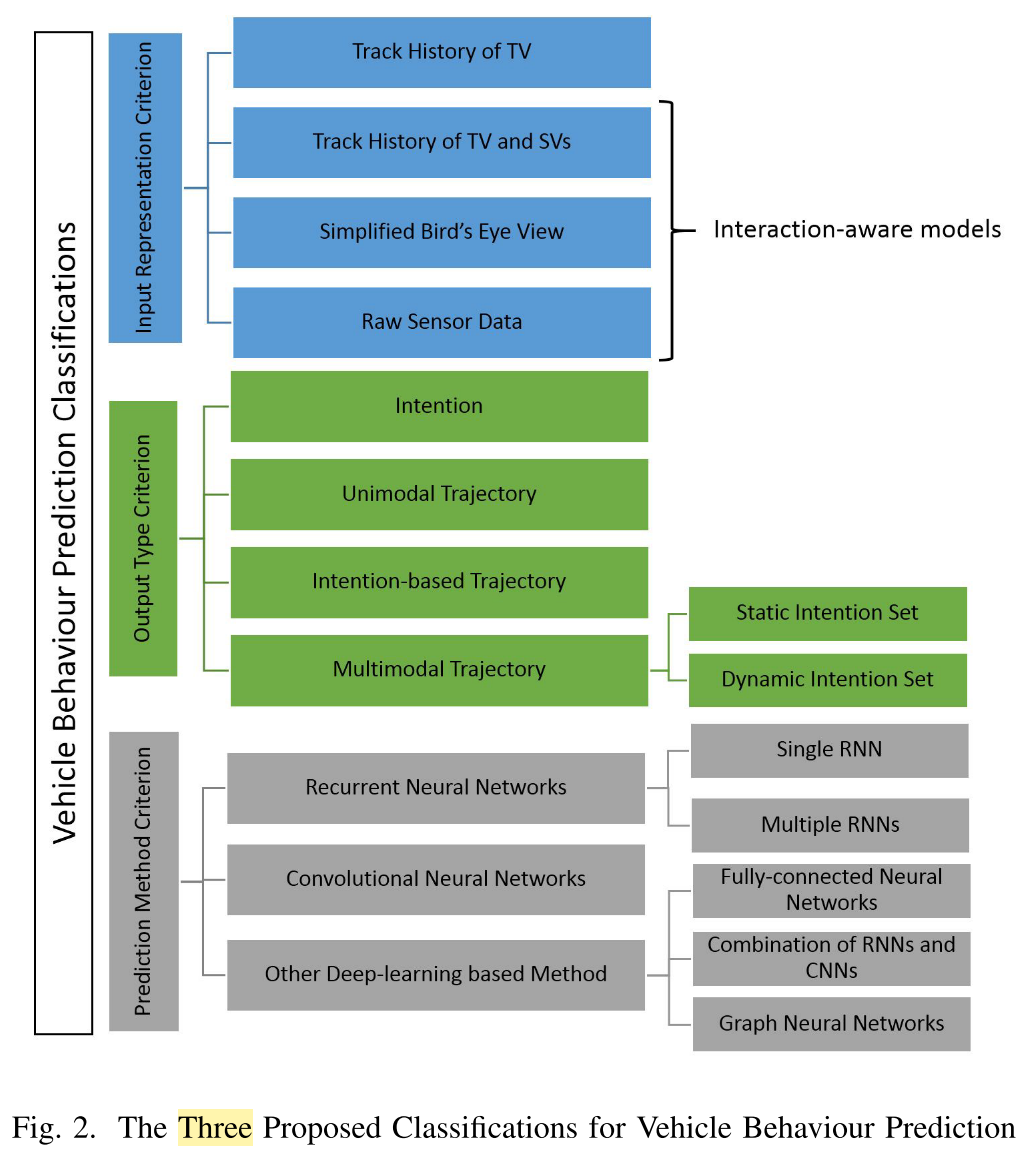 Vehicle Behaviour Prediction Classifications
Input Representation Criterion
Track History of TV
Track History of TV and SVs
Simplified Bird's Eye View
Raw Sensor Data
Interaction-aware models
Output Type Criterion
Intention
Unimodal Trajectory
Intention-based Trajectory
Multimodal Trajectory
Static Intention Set
Dynamic Intention Set
Prediction Method Criterion
Recurrent Neural Networks
Single RNN
Multiple RNNs
Convolutional Neural Networks
Other Deep-learning based Method
Fully-connected Neural
Networks
Combination of RNNs and
CNNs
Graph Neural Networks
Fig. 2. The Three Proposed Classifications for Vehicle Behaviour Prediction